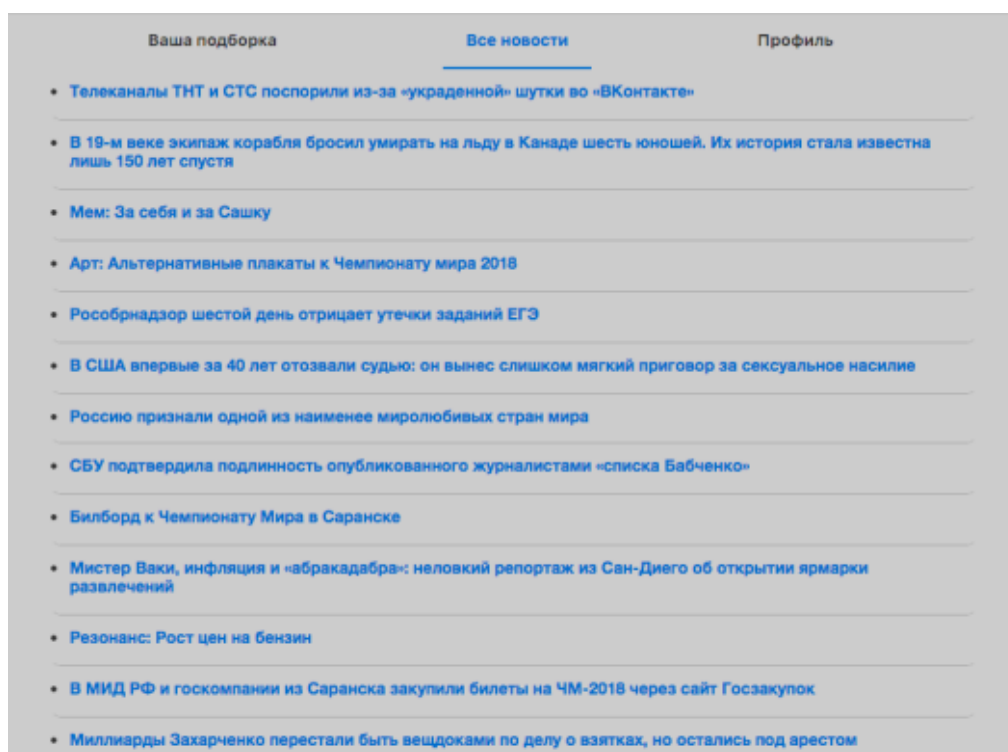 Ваша подборка
Все новости
Профиль
• Телеканалы ТНТ и СТС поспорили из-за «украденной» шутки во «ВКонтакте»
• В 19-м веке экипаж корабля бросил умирать на льду в Канаде шесть юношей. Их история стала известна
лишь 150 лет спустя
• Мем: За себя и за Сашку
• Арт: Альтернативные плакаты к Чемпионату мира 2018
• Рособрнадзор шестой день отрицает утечки заданий ЕГЭ
• В США впервые за 40 лет отозвали судью: он вынес слишком мягкий приговор за сексуальное насилие
• Россию признали одной из наименее миролюбивых стран мира
• СБУ подтвердила подлинность опубликованного журналистами «списка Бабченко»
• Билборд к Чемпионату Мира в Саранске
• Мистер Ваки, инфляция и «абракадабра»: неловкий репортаж из Сан-Диего об открытии ярмарки
развлечений
• Резонанс: Рост цен на бензин
• В МИД РФ и госкомпании из Саранска закупили билеты на ЧМ-2018 через сайт Госзакупок
• Миллиарды Захарченко перестали быть вещдоками по делу о взятках, но остались под арестом